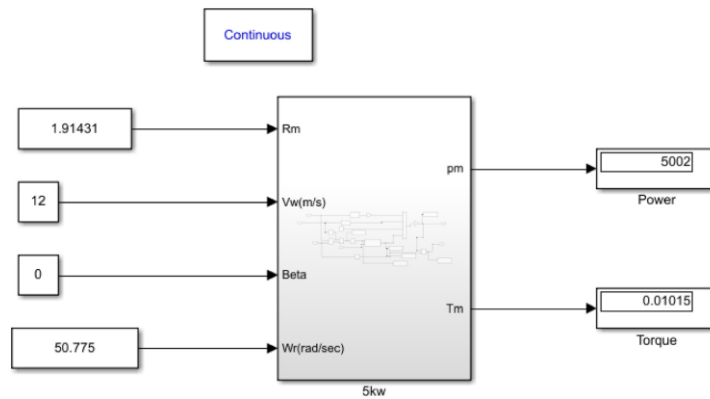 Continuous
1.91431
Rm
pm
5002
Power
12
Vw(m/s)
0
Beta
Tm
0.01015
Torque
50.775
Wr(rad/sec)
5kw